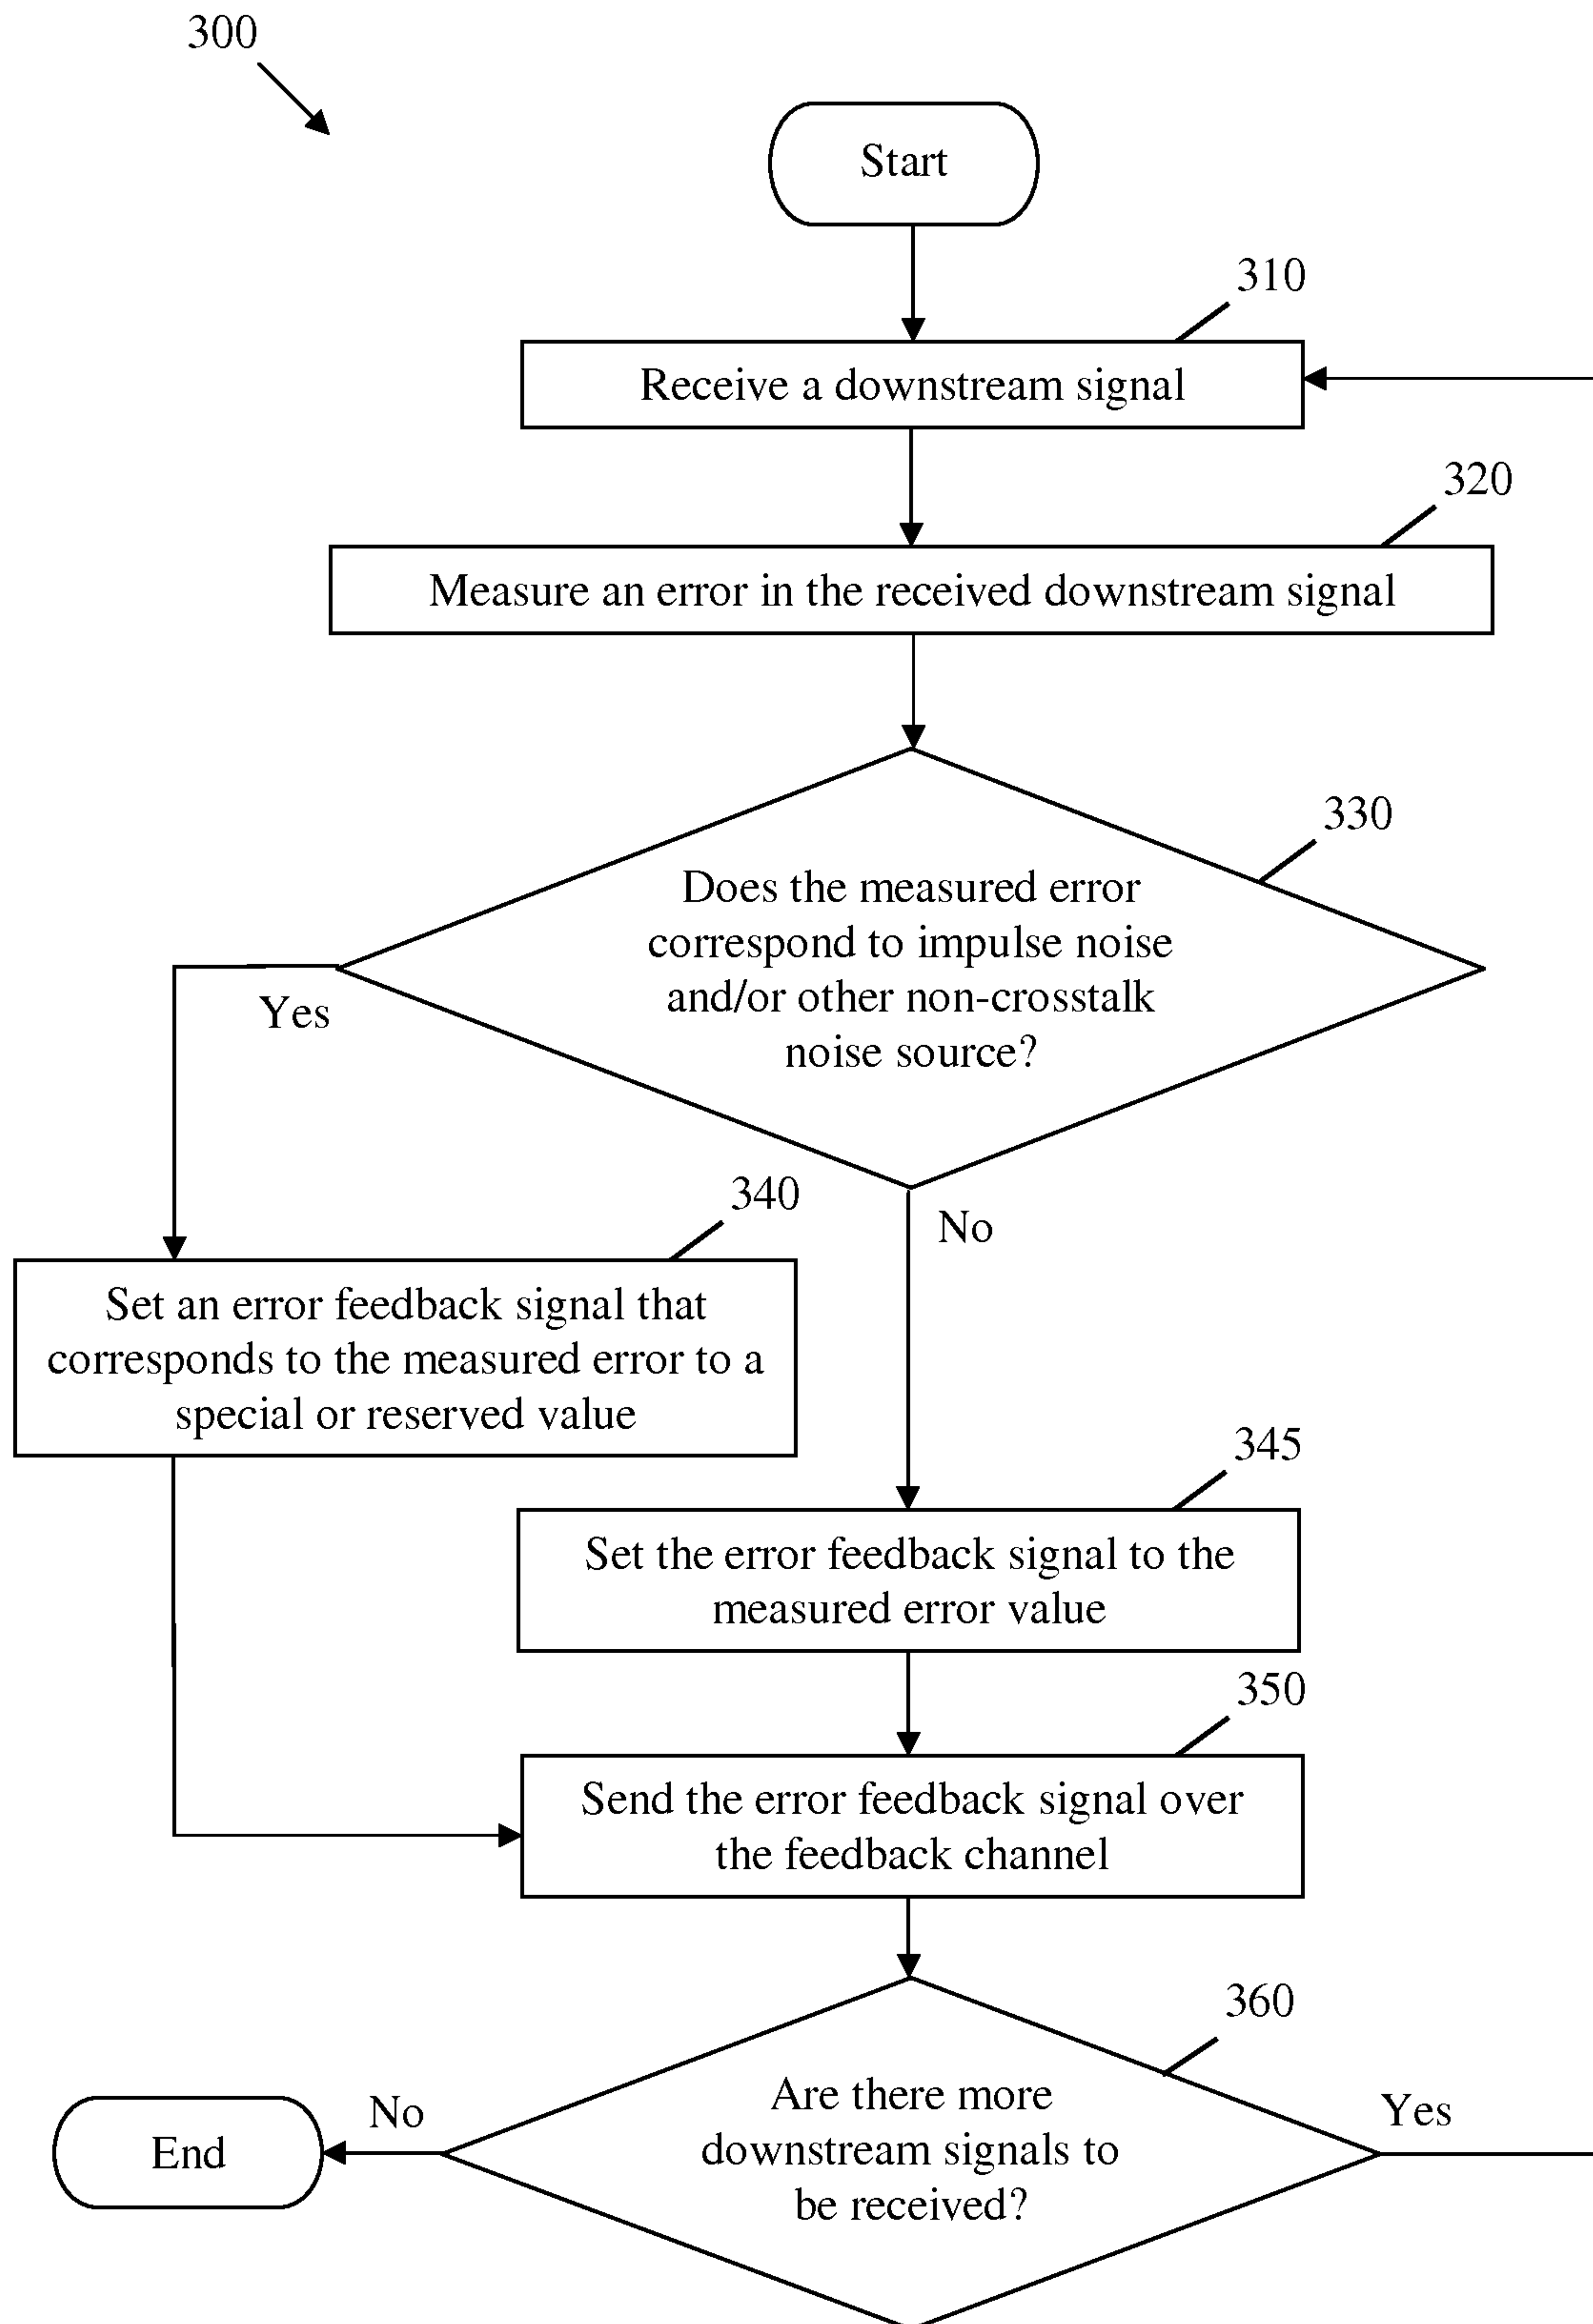 300
Start
310
Receive a downstream signal
320
Measure an error in the received downstream signal
330
Does the measured error
correspond to impulse noise
and/or other non-crosstalk
noise source?
Yes
No
340
Set an error feedback signal that
corresponds to the measured error to a
special or reserved value
345
Set the error feedback signal to the
measured error value
350
Send the error feedback signal over
the feedback channel
360
Are there more
downstream signals to
be received?
No
Yes
End